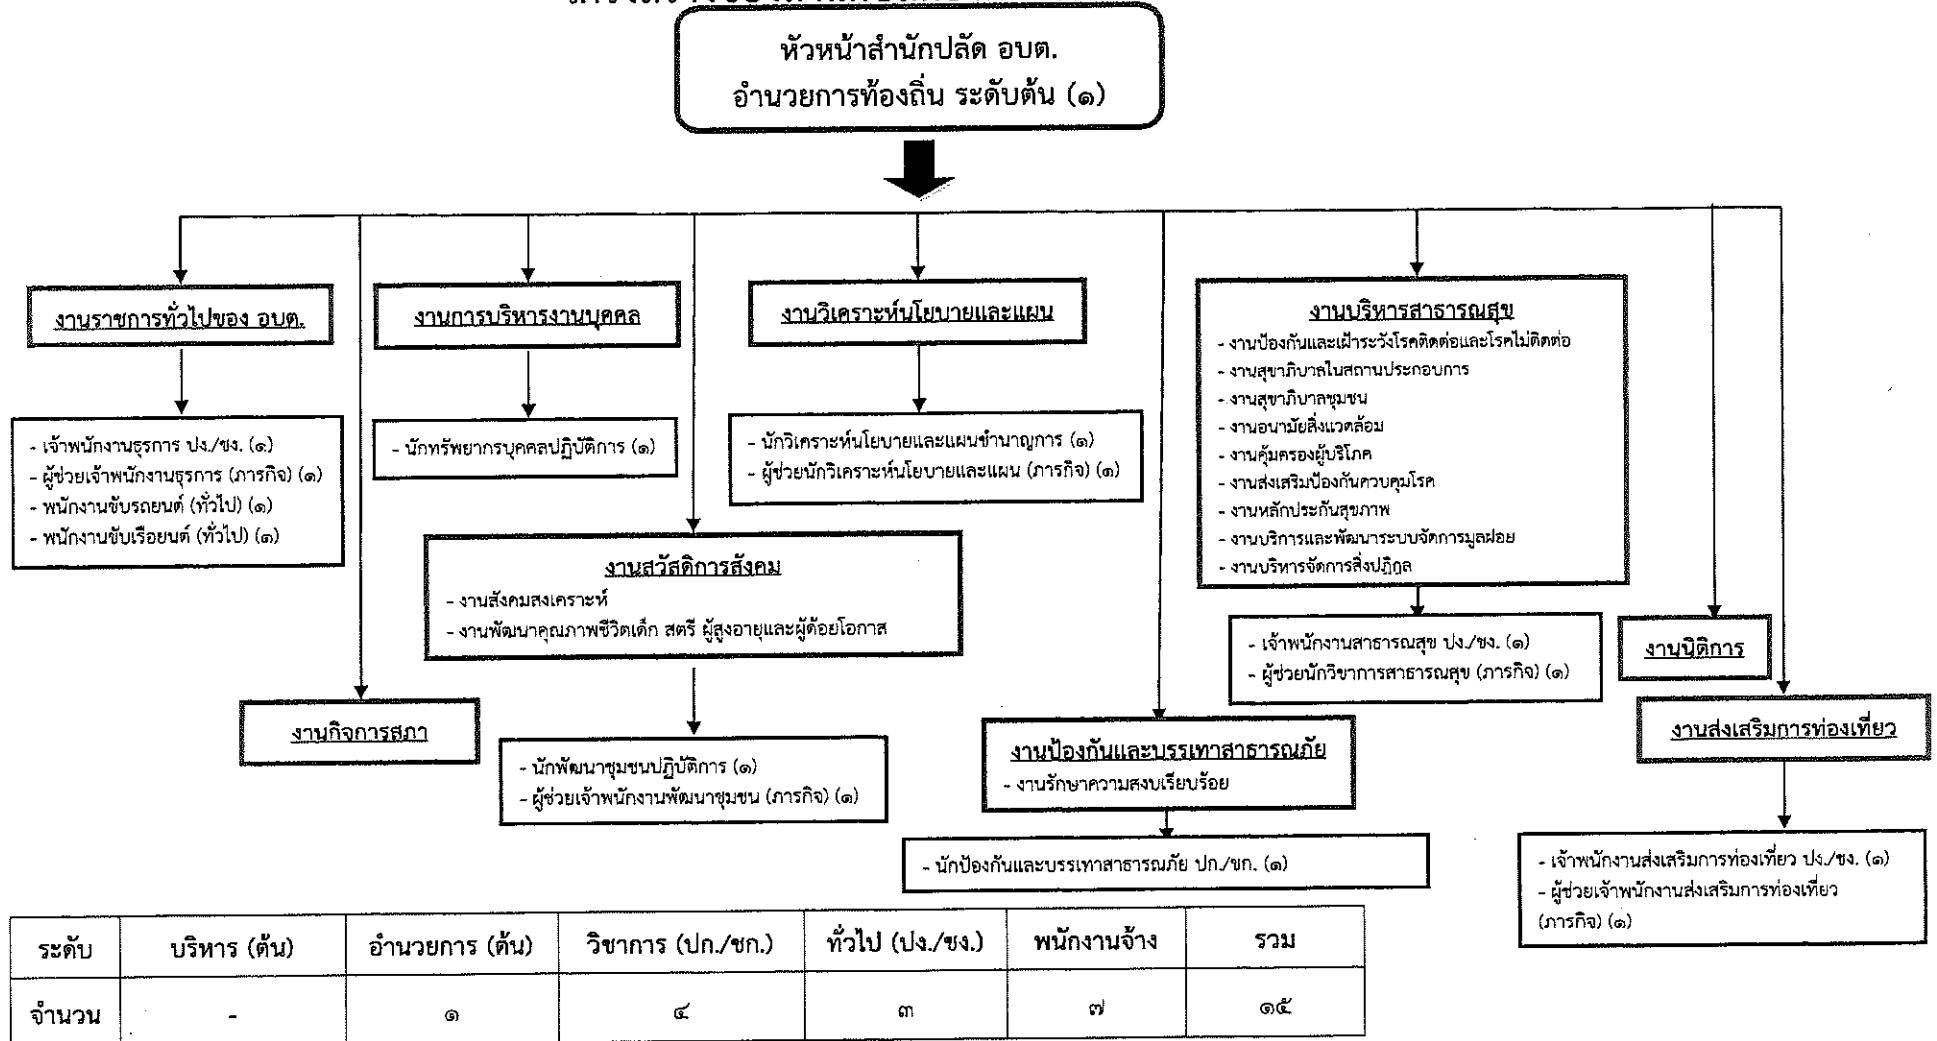 หัวหน้าสำนักปลัด อบต.
อำนวยการท้องถิ่น ระดับต้น (๑)
งานราชการทั่วไปของ อบต.
- เจ้าพนักงานธุรการ ปง./ชง. (๑)
- ผู้ช่วยเจ้าพนักงานธุรการ (ภารกิจ) (๑)
- พนักงานขับรถยนต์ (ทั่วไป) (๑)
- พนักงานขับเรือยนต์ (ทั่วไป) (๑)
งานการบริหารงานบุคคล
- นักทรัพยากรบุคคลปฏิบัติการ (๑)
งานวิเคราะห์นโยบายและแผน
- นักวิเคราะห์นโยบายและแผนชำนาญการ (๑)
- ผู้ช่วยนักวิเคราะห์นโยบายและแผน (ภารกิจ) (๑)
งานบริหารสาธารณสุข
- งานป้องกันและเฝ้าระวังโรคติดต่อและโรคไม่ติดต่อ
- งานสุขาภิบาลในสถานประกอบการ
- งานสุขาภิบาลชุมชน
- งานอนามัยสิ่งแวดล้อม
- งานคุ้มครองผู้บริโภค
- งานส่งเสริมป้องกันควบคุมโรค
- งานหลักประกันสุขภาพ
- งานบริการและพัฒนาระบบจัดการมูลฝอย
- งานบริหารจัดการสิ่งปฏิกูล
- เจ้าพนักงานสาธารณสุข ปง./ชง. (๑)
- ผู้ช่วยนักวิชาการสาธารณสุข (ภารกิจ) (๑)
งานสวัสดิการสังคม
- งานสังคมสงเคราะห์
- งานพัฒนาคุณภาพชีวิตเด็ก สตรี ผู้สูงอายุและผู้ด้อยโอกาส
- นักพัฒนาชุมชนปฏิบัติการ (๑)
- ผู้ช่วยเจ้าพนักงานพัฒนาชุมชน (ภารกิจ) (๑)
งานนิติการ
งานกิจการสภา
งานป้องกันและบรรเทาสาธารณภัย
- งานรักษาความสงบเรียบร้อย
- นักป้องกันและบรรเทาสาธารณภัย ปก./ชก. (๑)
งานส่งเสริมการท่องเที่ยว
- เจ้าพนักงานส่งเสริมการท่องเที่ยว ปง./ชง. (๑)
- ผู้ช่วยเจ้าพนักงานส่งเสริมการท่องเที่ยว
(ภารกิจ) (๑)
ระดับ บริหาร (ต้น) อำนวยการ (ต้น) วิชาการ (ปก./ชก.) ทั่วไป (ปง./ชง.) พนักงานจ้าง รวม
จำนวน - ๑ ๔ ๓ ๗ ๑๕